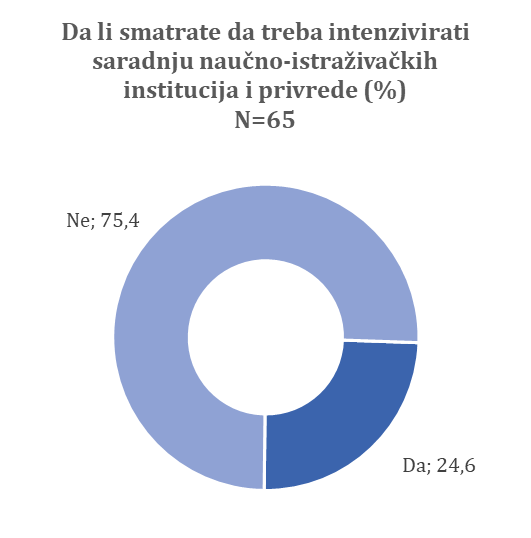 Da li smatrate da treba intenzivirati
saradnju naučno-istraživačkih
institucija i privrede (%)
N=65
Ne; 75,4
Da; 24,6